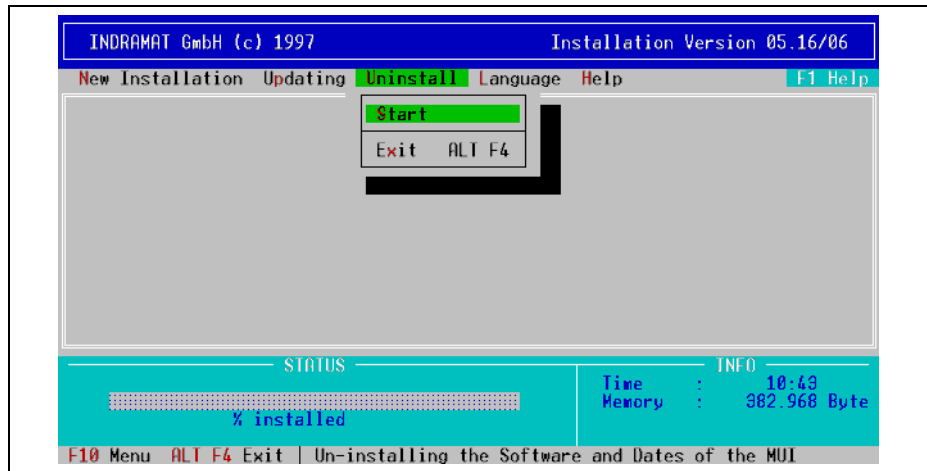 INDRAMAT GmbH (c) 1997 Installation Version 05.16/06
New Installation Updating Uninstall Language Help F1 Help
Start
Exit ALT F4
STATUS INFO
Time : 10:43
Memory : 382.968 Byte
% installed
F10 Menu ALT F4 Exit | Un-installing the Software and Dates of the MUI